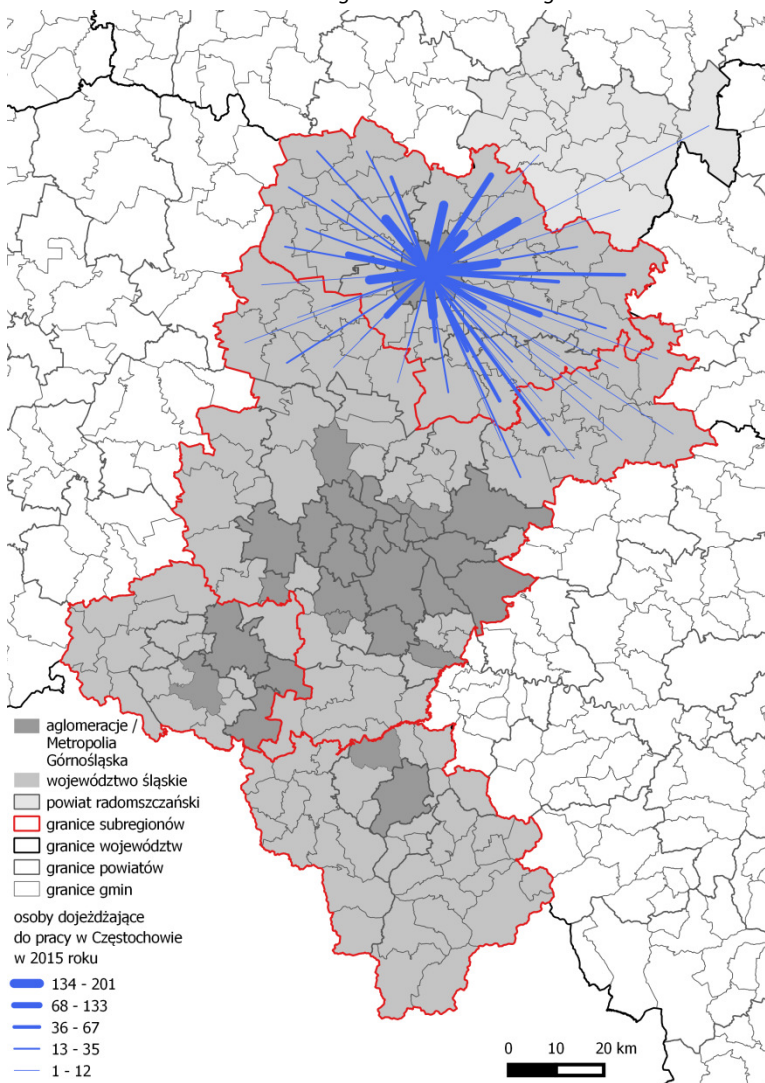 aglomeracje /
Metropolia
Górnośląska
województwo śląskie
powiat radomszczański
granice subregionów
granice województw
granice powiatów
granice gmin
osoby dojeżdżające
do pracy w Częstochowie
w 2015 roku
134 - 201
68 - 133
36 - 67
13 - 35
1 - 12
0 10 20 km